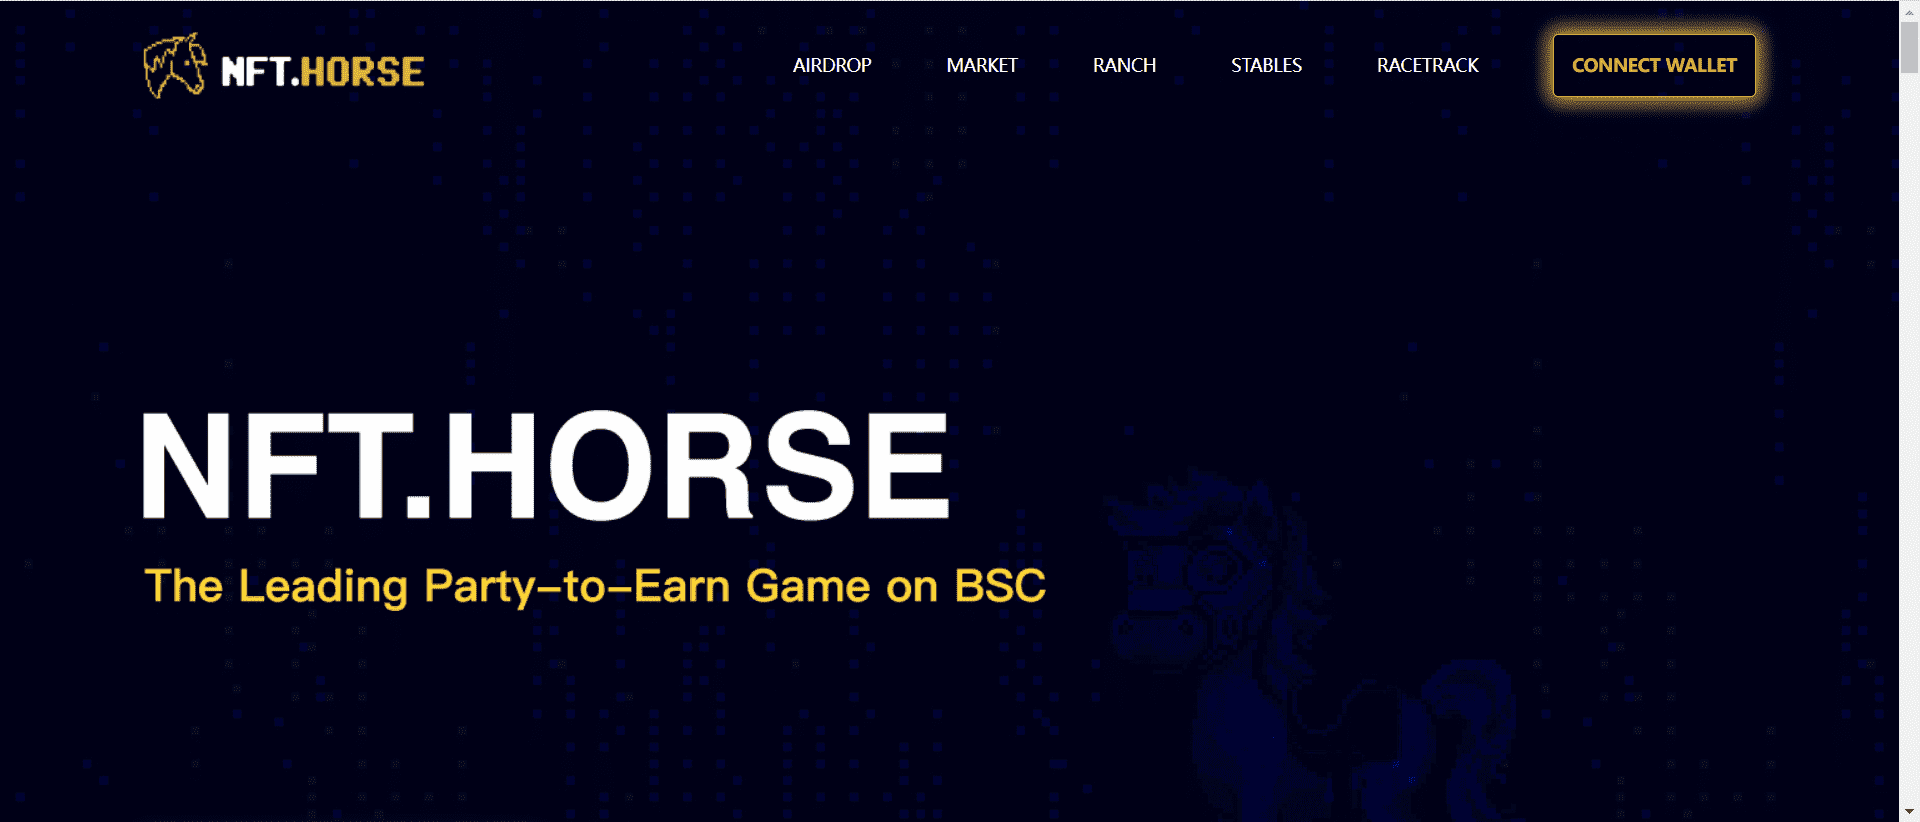 NFT.HORSE
AIRDROP
MARKET
RANCH
STABLES
RACETRACK
CONNECT WALLET
NFT.HORSE
The Leading Party-to-Earn Game on BSC